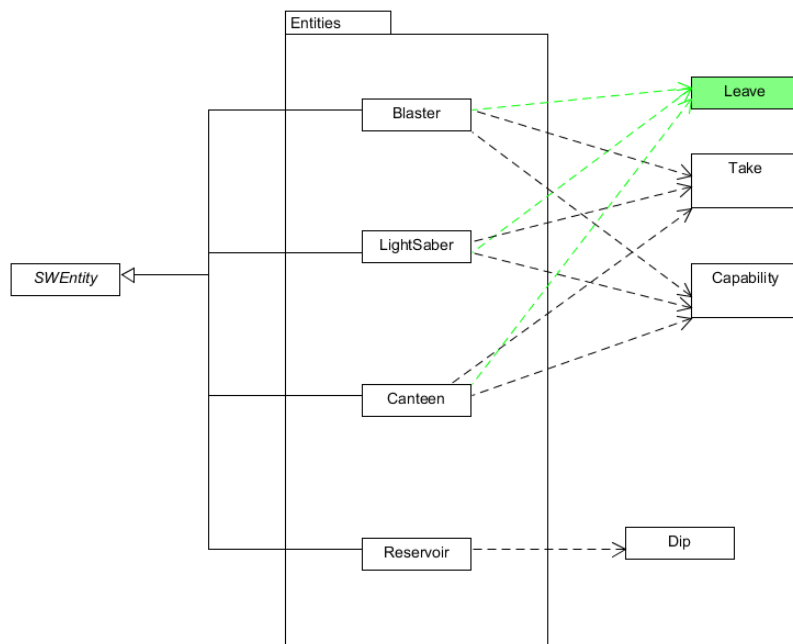 Entities
Blaster
Leave
Take
LightSaber
SWEntity
Capability
Canteen
Reservoir
Dip